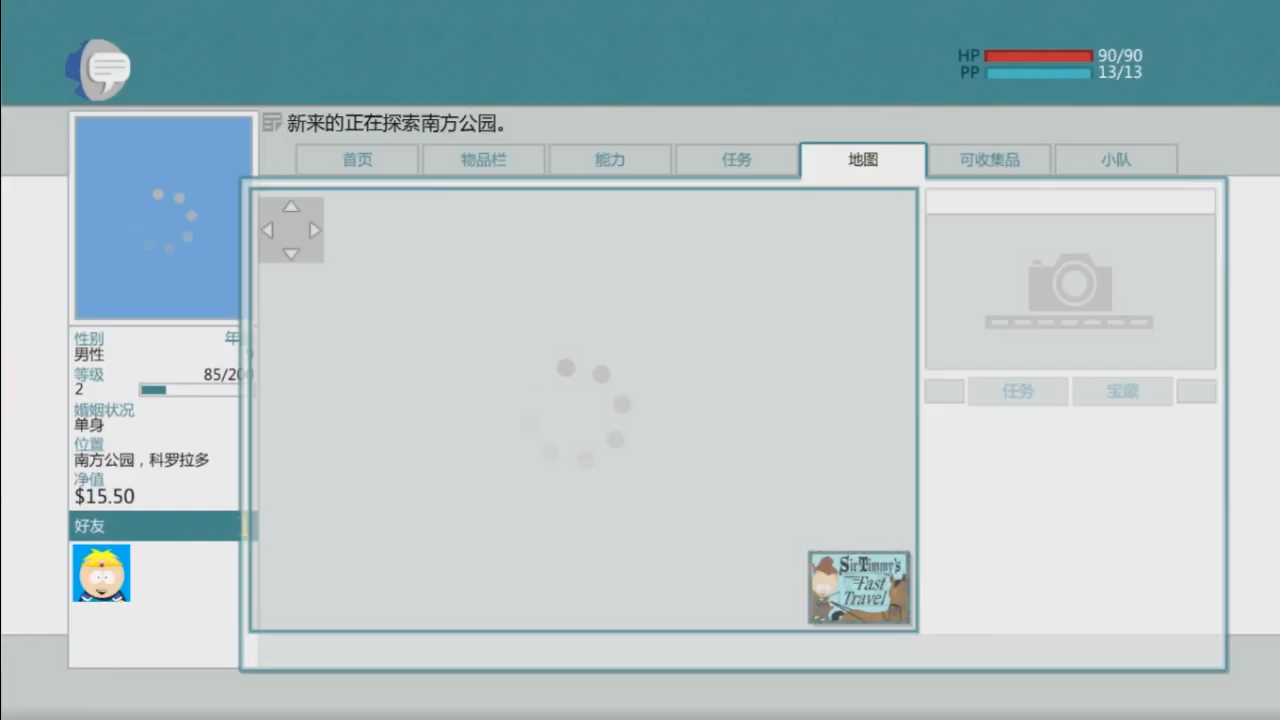 HP 90/90
PP 13/13
新来的正在探索南方公园。
首页 物品栏 能力 任务 地图 可收集品 小队
性别 年
男性
等级 85/200
2
婚姻状况
单身
位置
南方公园，科罗拉多
净值
$15.50
好友 1
任务 宝藏
Sir Timmy's
Fast
Travel